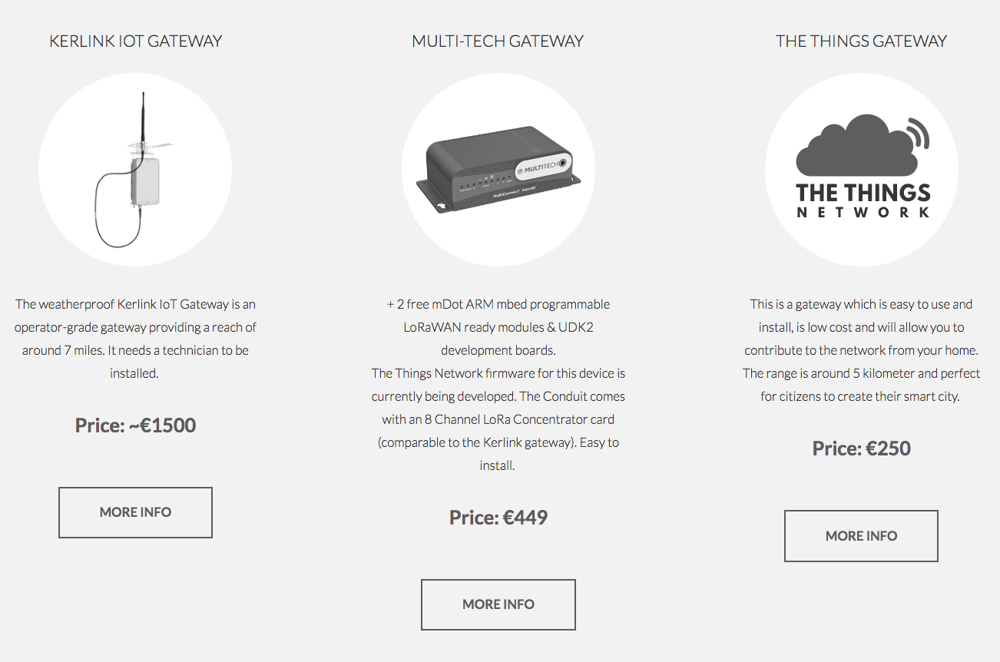 KERLINK IOT GATEWAY
The weatherproof Kerlink IoT Gateway is an
operator-grade gateway providing a reach of
around 7 miles. It needs a technician to be
installed.
Price: ~€1500
MORE INFO
MULTI-TECH GATEWAY
MULTITECH
MultiConnect Conduit
+ 2 free mDot ARM mbed programmable
LoRaWAN ready modules & UDK2
development boards.
The Things Network firmware for this device is
currently being developed. The Conduit comes
with an 8 Channel LoRa Concentrator card
(comparable to the Kerlink gateway). Easy to
install.
Price: €449
MORE INFO
THE THINGS GATEWAY
THE THINGS
NETWORK
This is a gateway which is easy to use and
install, is low cost and will allow you to
contribute to the network from your home.
The range is around 5 kilometer and perfect
for citizens to create their smart city.
Price: €250
MORE INFO